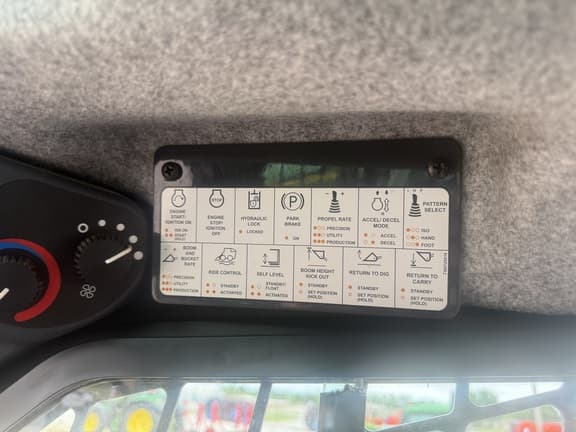 ENGINE
START/
IGNITION ON
IGN ON
START
(HOLD)
STOP
ENGINE
STOP/
IGNITION
OFF
HYDRAULIC
LOCK
LOCKED
P
PARK
BRAKE
ON
- +
PROPEL RATE
PRECISION
UTILITY
PRODUCTION
ACCEL/ DECEL
MODE
ACCEL
DECEL
PATTERN
SELECT
ISO
HAND
FOOT
BOOM
AND
BUCKET
RATE
PRECISION
UTILITY
PRODUCTION
RIDE CONTROL
STANDBY
ACTIVATED
SELF LEVEL
STANDBY/
FLOAT
ACTIVATED
BOOM HEIGHT
KICK OUT
STANDBY
SET POSITION
(HOLD)
RETURN TO DIG
STANDBY
SET POSITION
(HOLD)
RETURN TO
CARRY
STANDBY
SET POSITION
(HOLD)